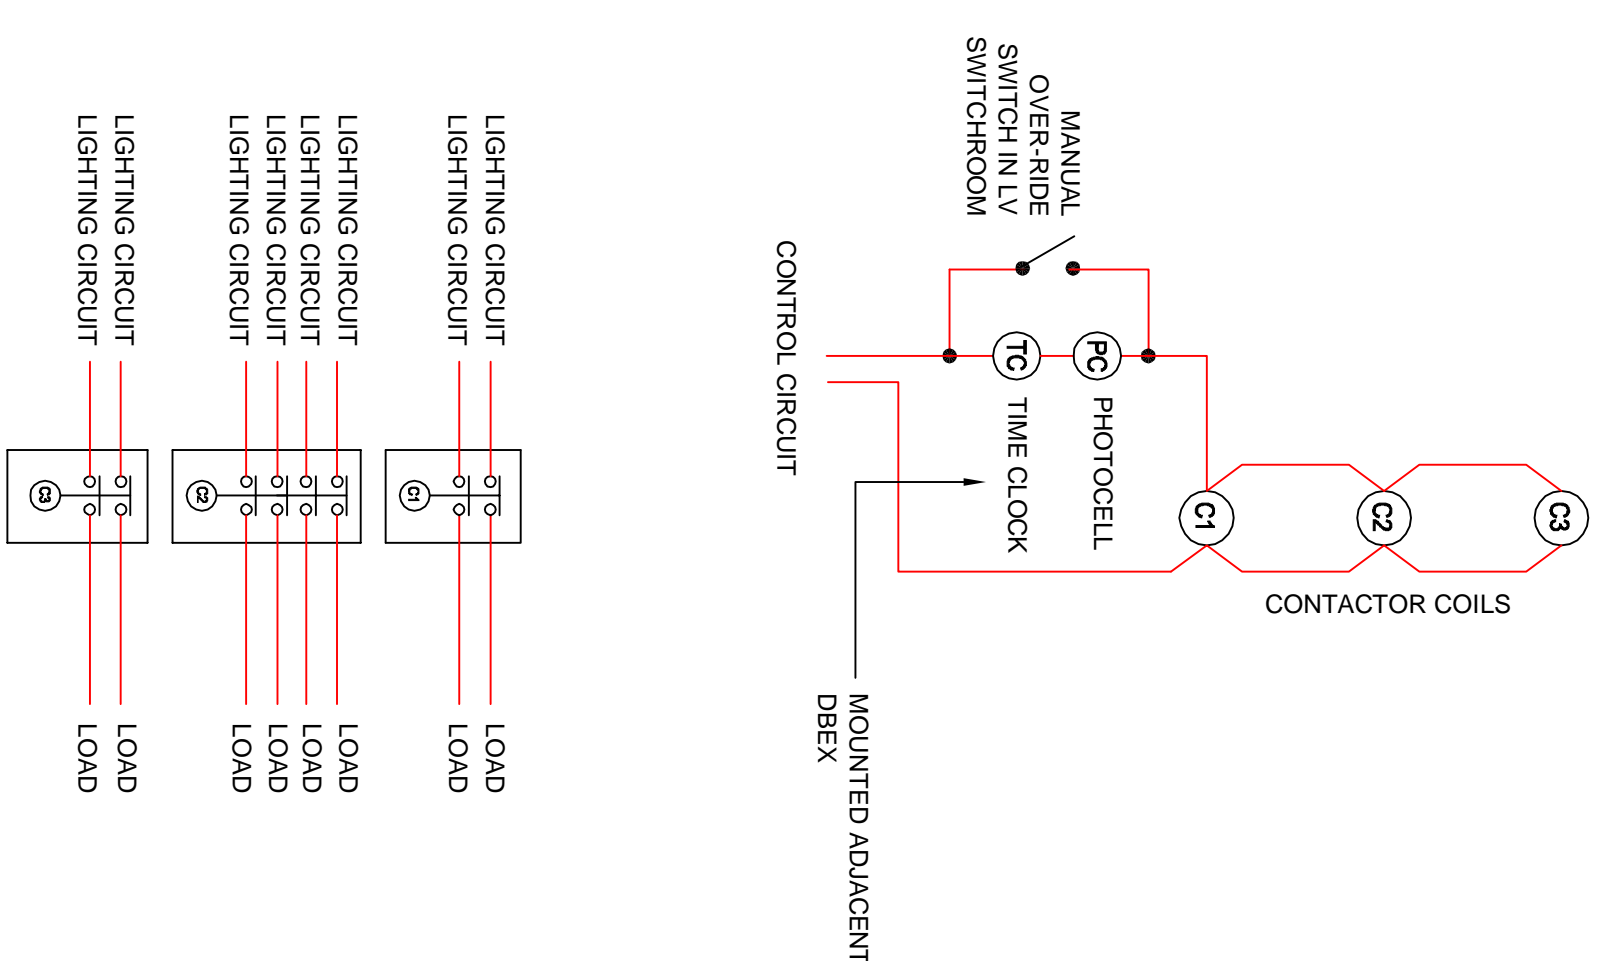 MANUAL
OVER-RIDE
SWITCH IN LV
SWITCHROOM
CONTROL CIRCUIT
TC
PC
TIME CLOCK
PHOTOCELL
C1
C2
C3
CONTACTOR COILS
MOUNTED ADJACENT
DBEX
LIGHTING CIRCUIT
LIGHTING CIRCUIT
C1
LOAD
LOAD
LIGHTING CIRCUIT
LIGHTING CIRCUIT
LIGHTING CIRCUIT
LIGHTING CIRCUIT
C2
LOAD
LOAD
LOAD
LOAD
LIGHTING CIRCUIT
LIGHTING CIRCUIT
C3
LOAD
LOAD